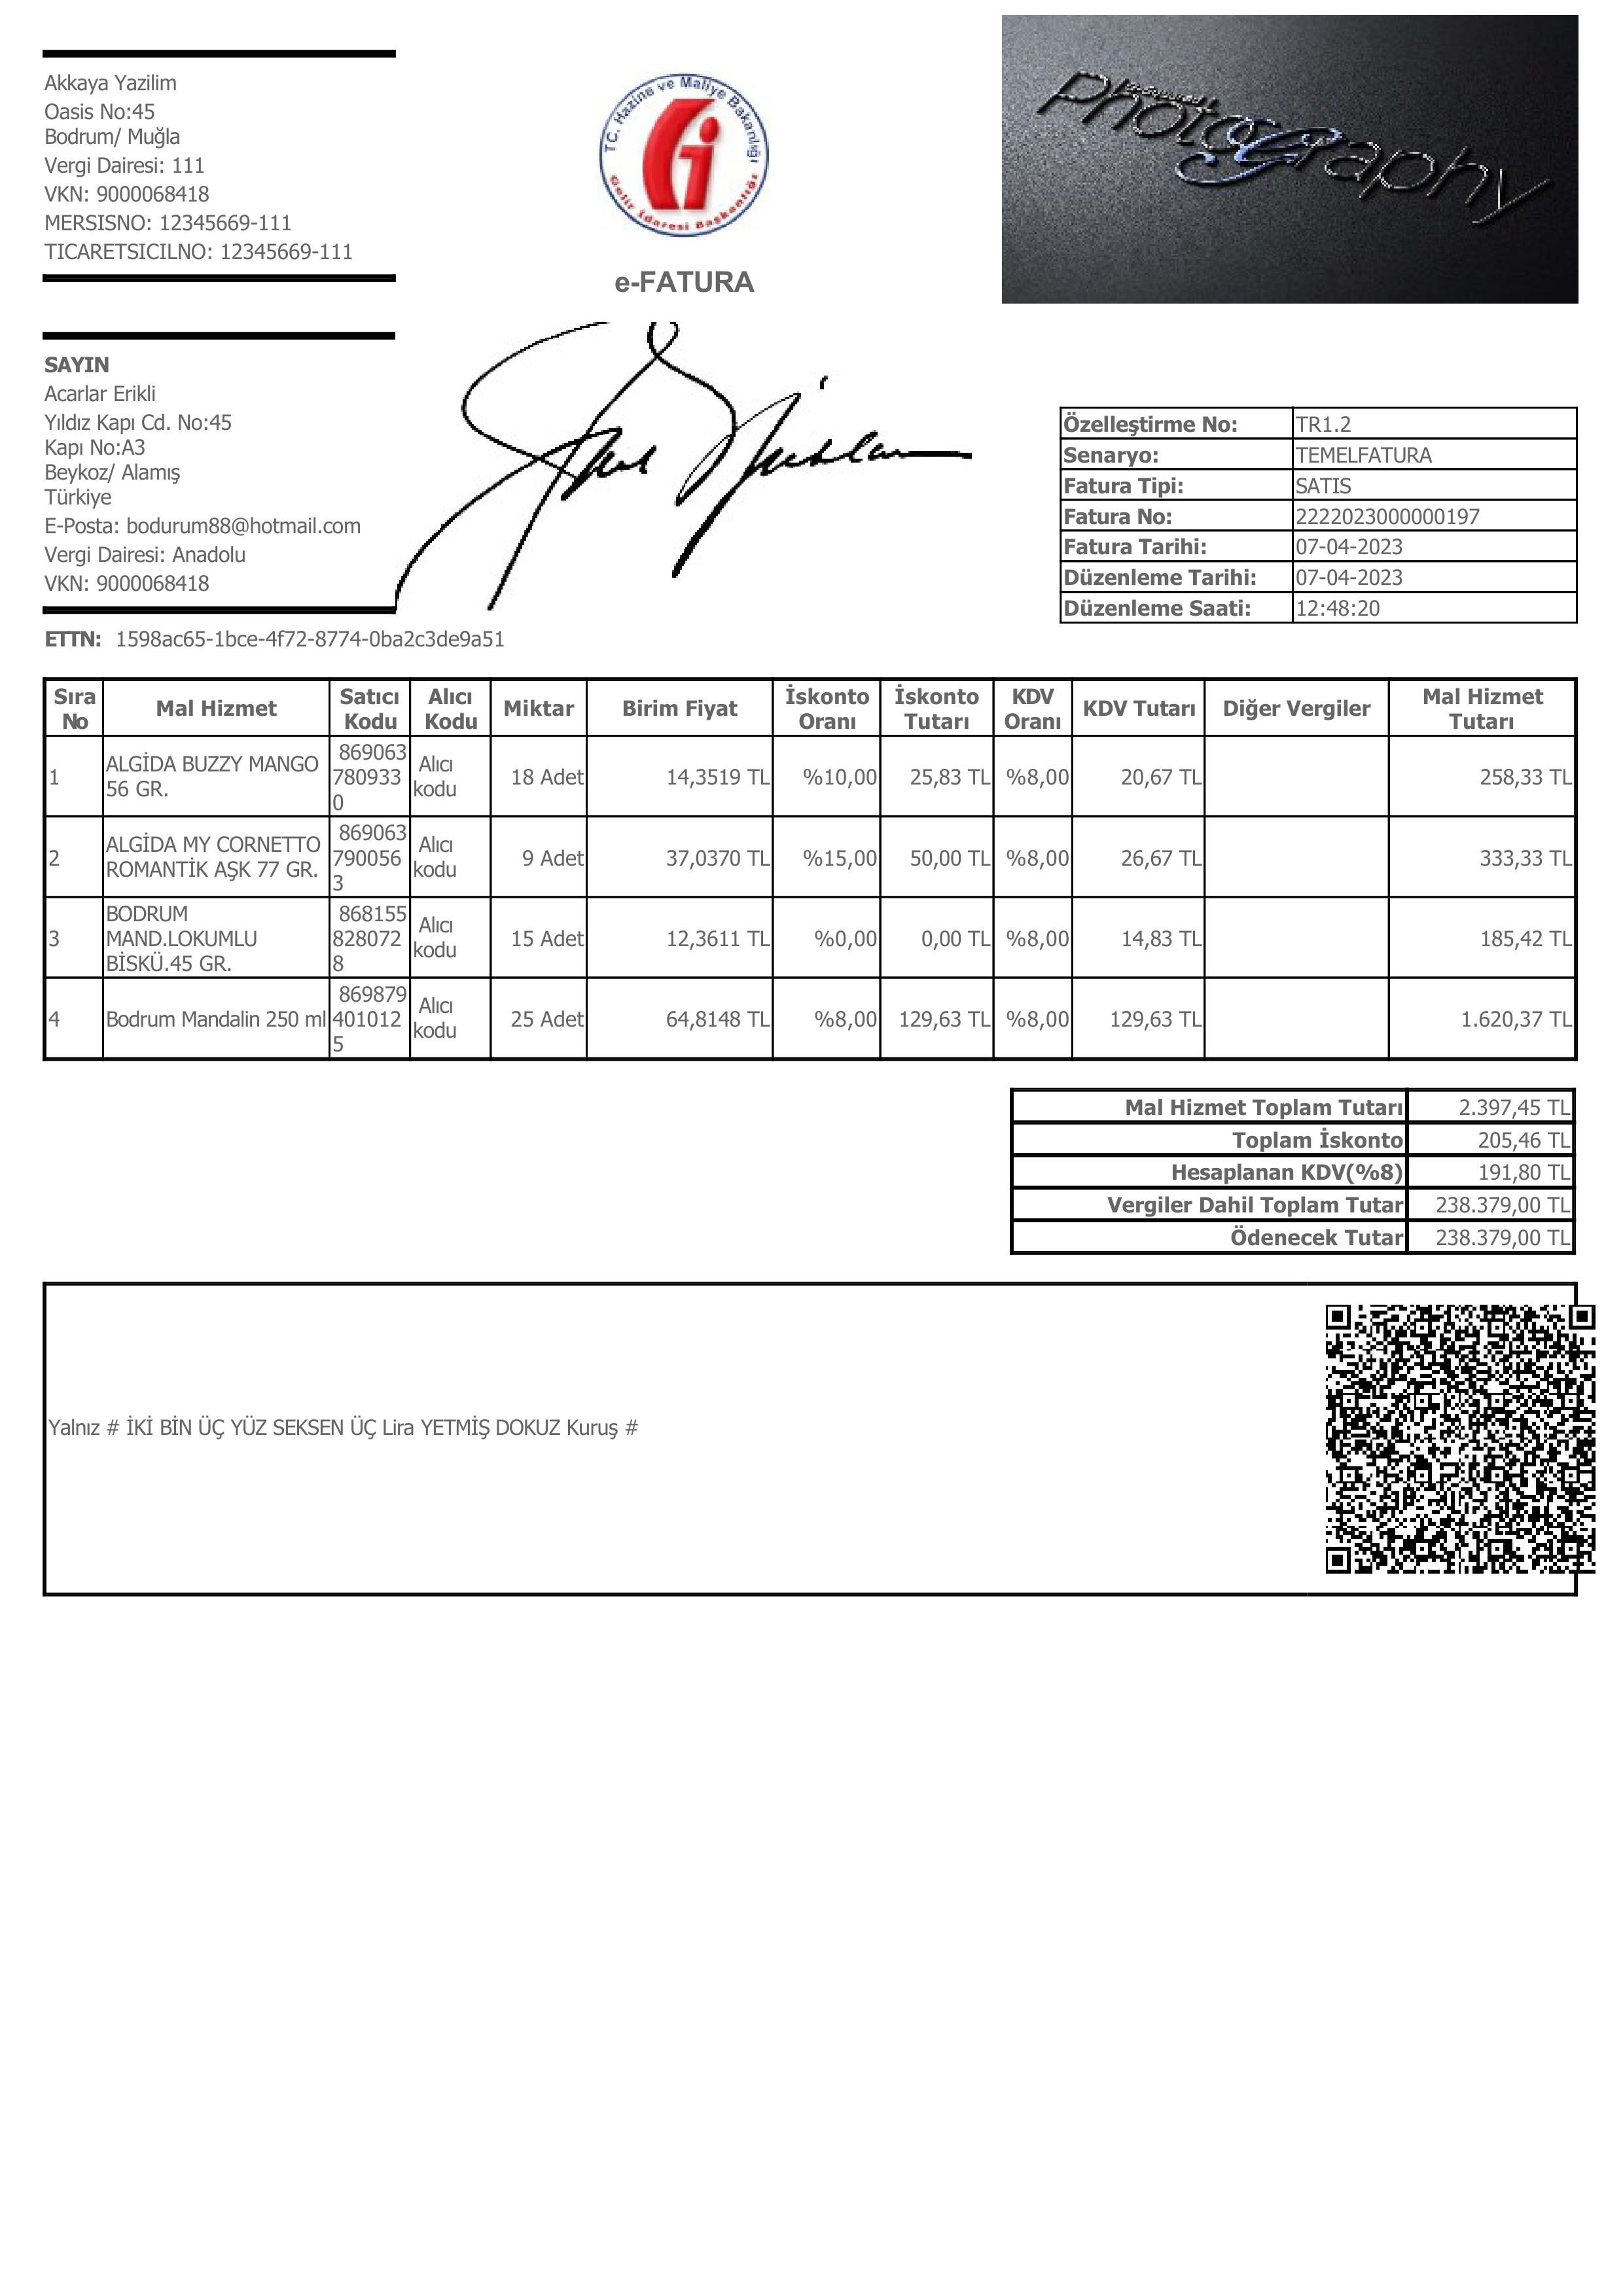 Akkaya Yazilim
Oasis No:45
Bodrum/ Muğla
Vergi Dairesi: 111
VKN: 9000068418
MERSISNO: 12345669-111
TICARETSICILNO: 12345669-111
TC. Hazine ve Maliye Bakanlığı
Gelir İdaresi Başkanlığı
e-FATURA
PhotoGraphy
SAYIN
Acarlar Erikli
Yıldız Kapı Cd. No:45
Kapı No:A3
Beykoz/ Alamış
Türkiye
E-Posta: bodurum88@hotmail.com
Vergi Dairesi: Anadolu
VKN: 9000068418
Özelleştirme No: TR1.2
Senaryo: TEMELFATURA
Fatura Tipi: SATIS
Fatura No: 2222023000000197
Fatura Tarihi: 07-04-2023
Düzenleme Tarihi: 07-04-2023
Düzenleme Saati: 12:48:20
ETTN: 1598ac65-1bce-4f72-8774-0ba2c3de9a51
Sıra No Mal Hizmet Satıcı Kodu Alıcı Kodu Miktar Birim Fiyat İskonto Oranı İskonto Tutarı KDV Oranı KDV Tutarı Diğer Vergiler Mal Hizmet Tutarı
1 ALGİDA BUZZY MANGO 56 GR. 869063 780933 0 Alıcı kodu 18 Adet 14,3519 TL %10,00 25,83 TL %8,00 20,67 TL 258,33 TL
2 ALGİDA MY CORNETTO ROMANTİK AŞK 77 GR. 869063 790056 3 Alıcı kodu 9 Adet 37,0370 TL %15,00 50,00 TL %8,00 26,67 TL 333,33 TL
3 BODRUM MAND.LOKUMLU BİSKÜ.45 GR. 868155 828072 8 Alıcı kodu 15 Adet 12,3611 TL %0,00 0,00 TL %8,00 14,83 TL 185,42 TL
4 Bodrum Mandalin 250 ml 869879 401012 5 Alıcı kodu 25 Adet 64,8148 TL %8,00 129,63 TL %8,00 129,63 TL 1.620,37 TL
Mal Hizmet Toplam Tutarı 2.397,45 TL
Toplam İskonto 205,46 TL
Hesaplanan KDV(%8) 191,80 TL
Vergiler Dahil Toplam Tutar 238.379,00 TL
Ödenecek Tutar 238.379,00 TL
Yalnız # İKİ BİN ÜÇ YÜZ SEKSEN ÜÇ Lira YETMİŞ DOKUZ Kuruş #